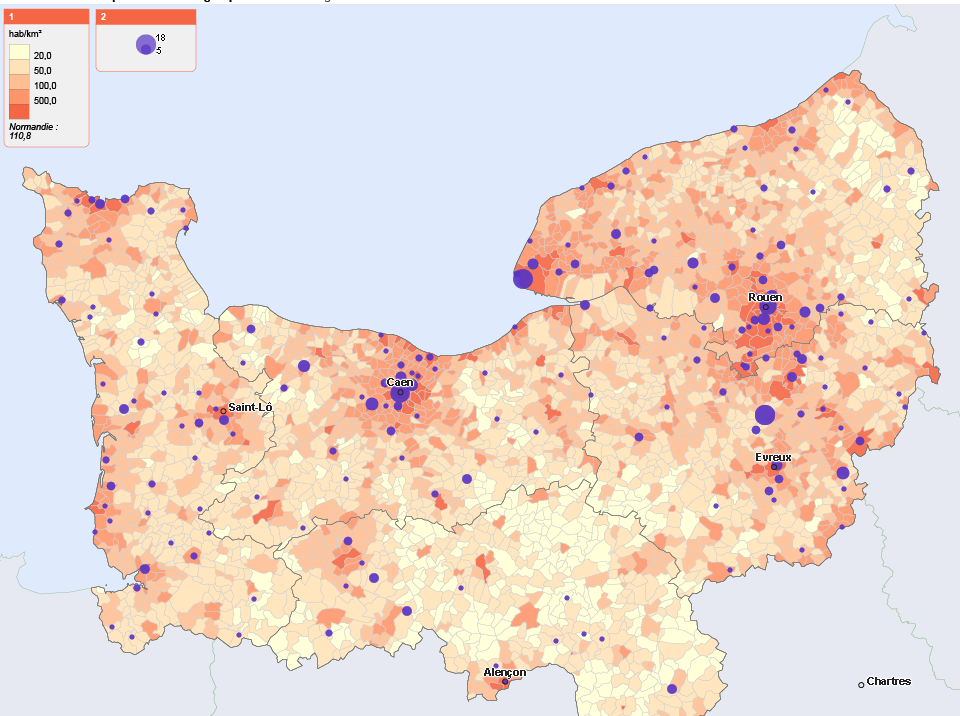 1
hab/km²
20,0
50,0
100,0
500,0
Normandie :
110,8
2
18
5
Rouen
Caen
Saint-Lô
Evreux
Alençon
Chartres